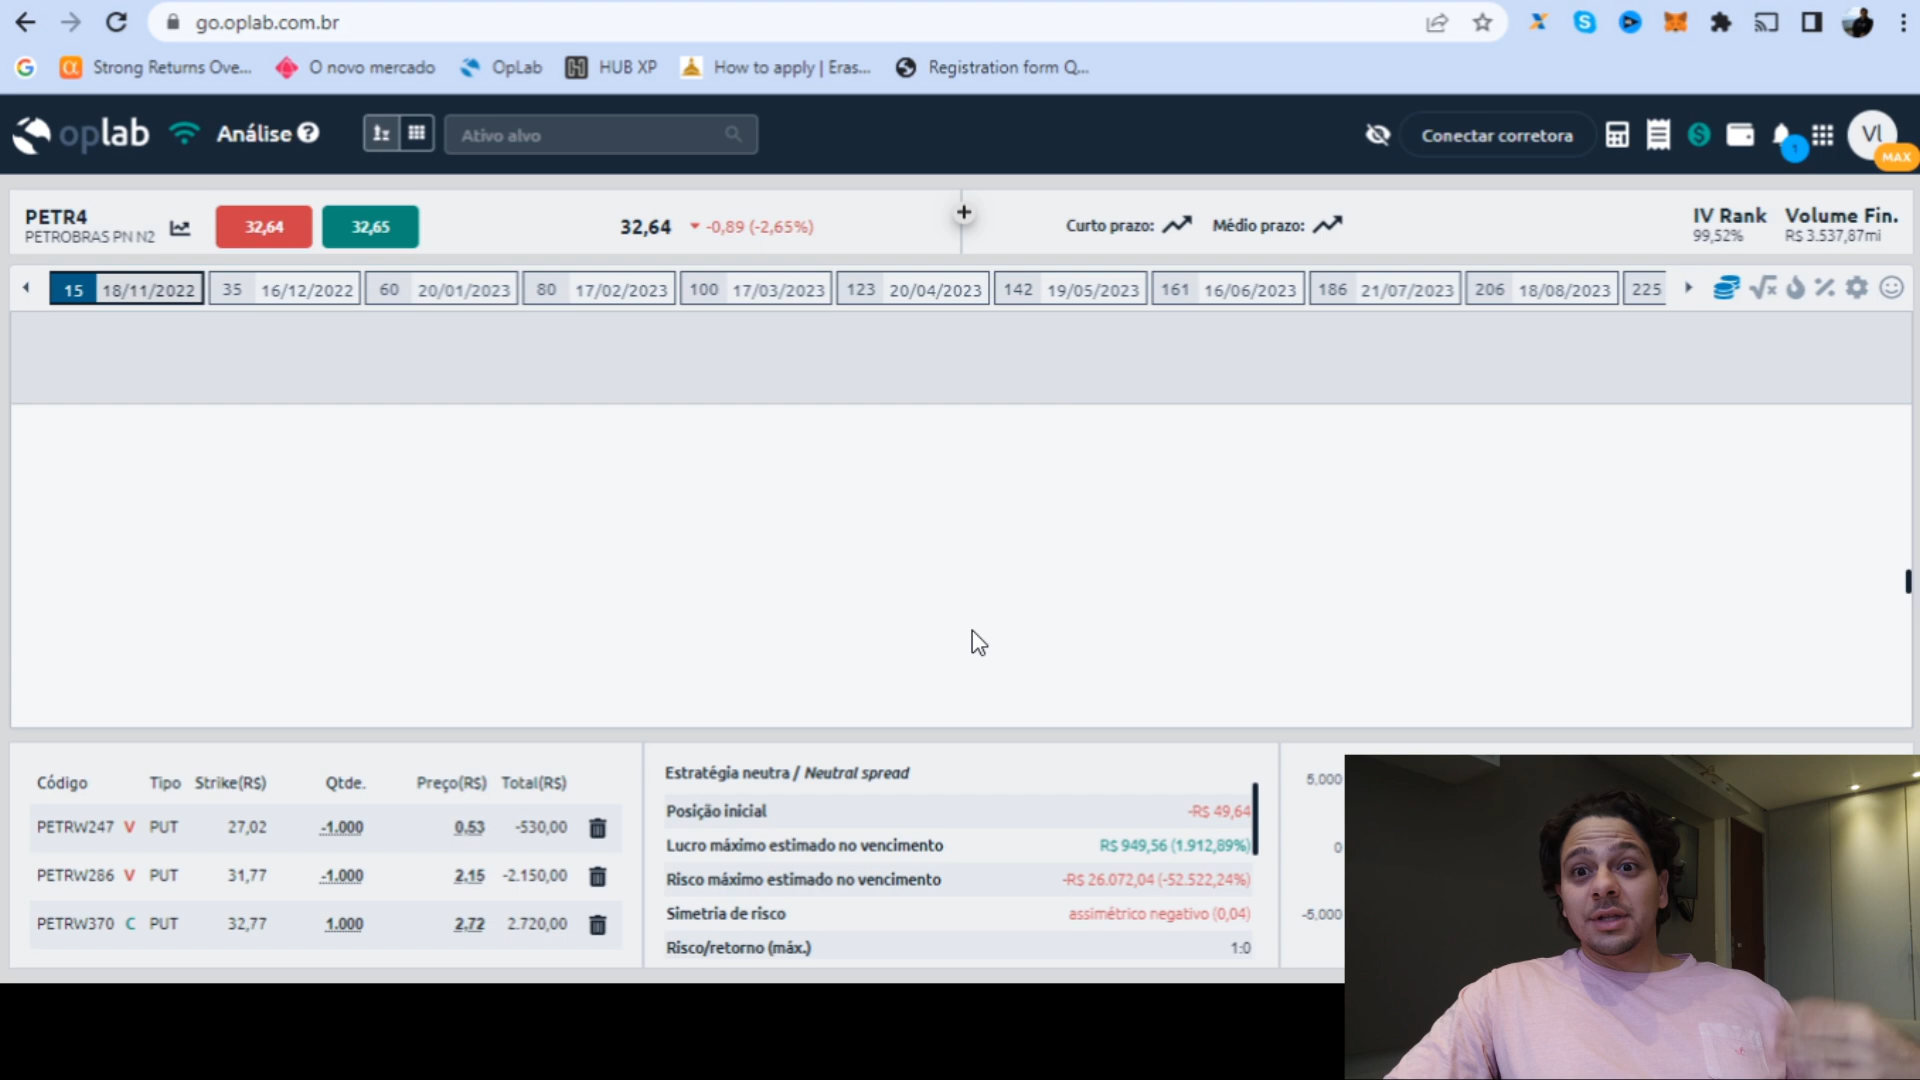 go.oplab.com.br
Strong Returns Ove...
O novo mercado
OpLab
HUB XP
How to apply | Eras...
Registration form Q...
oplab
Análise
Ativo alvo
Conectar corretora
1
VI
MAX
PETR4
PETROBRAS PN N2
32,64
32,65
32,64
-0,89 (-2,65%)
+
Curto prazo:
Médio prazo:
IV Rank
99,52%
Volume Fin.
R$ 3.537,87mi
15 18/11/2022
35 16/12/2022
60 20/01/2023
80 17/02/2023
100 17/03/2023
123 20/04/2023
142 19/05/2023
161 16/06/2023
186 21/07/2023
206 18/08/2023
225
Código Tipo Strike(R$) Qtde. Preço(R$) Total(R$)
PETRW247 V PUT 27,02 -1.000 0.53 -530,00
PETRW286 V PUT 31,77 -1.000 2.15 -2.150,00
PETRW370 C PUT 32,77 1.000 2.72 2.720,00
Estratégia neutra / Neutral spread
Posição inicial -R$ 49,64
Lucro máximo estimado no vencimento R$ 949,56 (1.912,89%)
Risco máximo estimado no vencimento -R$ 26.072,04 (-52.522,24%)
Simetria de risco assimétrico negativo (0,04)
Risco/retorno (máx.) 1:0
5,000
0
-5,000